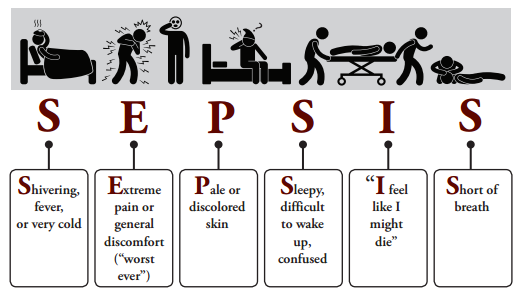 ?
S E P S I S
Shivering,
fever,
or very cold
Extreme
pain or
general
discomfort
(“worst
ever”)
Pale or
discolored
skin
Sleepy,
difficult
to wake
up,
confused
“I feel
like I
might
die”
Short of
breath